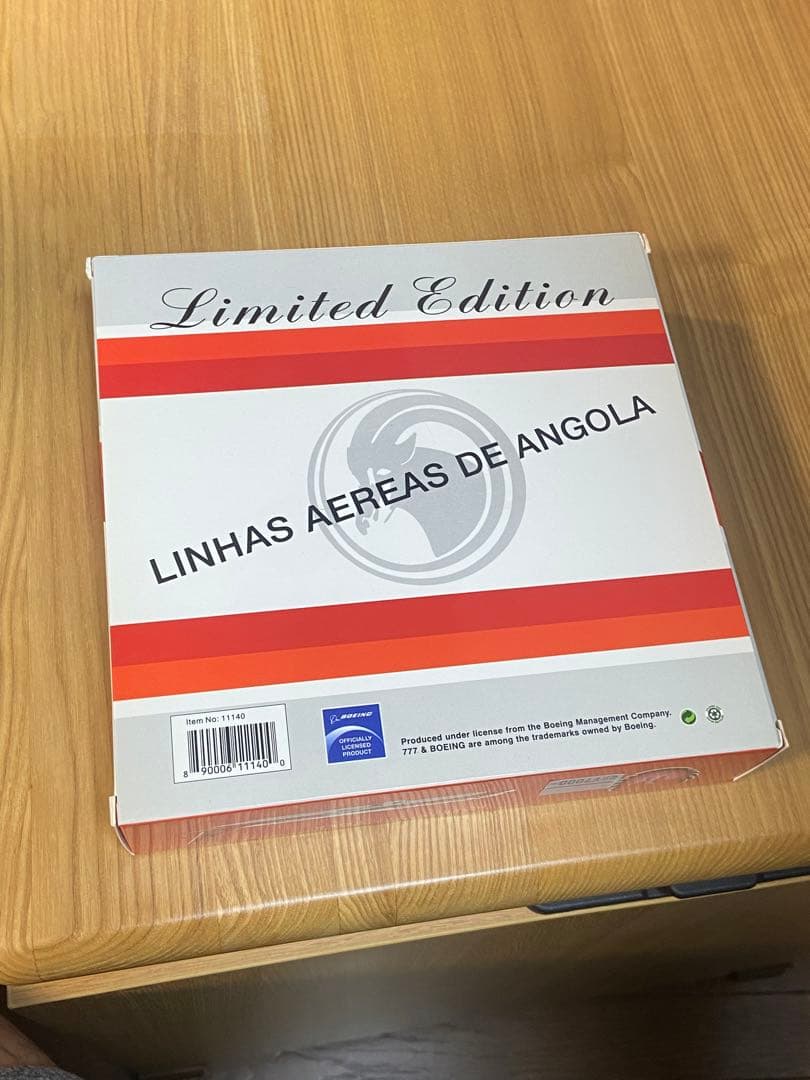 Limited Edition
LINHAS AEREAS DE ANGOLA
Item No: 11140
8 90006 11140 0
BOEING
OFFICIALLY
LICENSED
PRODUCT
Produced under license from the Boeing Management Company.
777 & BOEING are among the trademarks owned by Boeing.